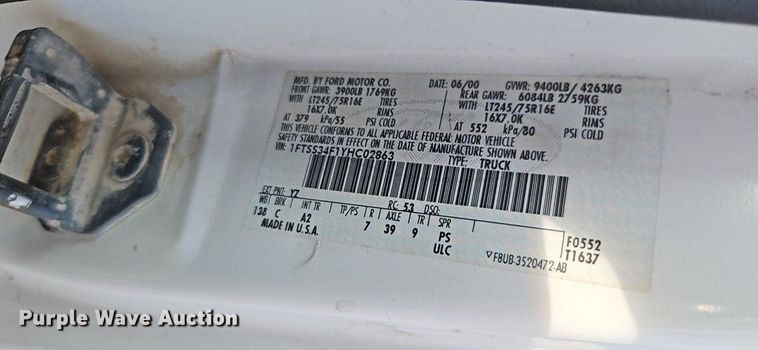 MFD. BY FORD MOTOR CO.
DATE: 06/00 GVWR: 9400LB / 4263KG
FRONT GAWR: 3900LB 1769KG REAR GAWR: 6084LB 2759KG
WITH LT245/75R16E TIRES WITH LT245/75R16E TIRES
16X7.0K RIMS 16X7.0K RIMS
AT 379 kPa/55 PSI COLD AT 552 kPa/80 PSI COLD
THIS VEHICLE CONFORMS TO ALL APPLICABLE FEDERAL MOTOR VEHICLE
SAFETY STANDARDS IN EFFECT ON THE DATE OF MANUFACTURE SHOWN ABOVE.
VIN: 1FTSS34F1YHC02863
TYPE: TRUCK
EXT PNT: YZ RC: 53 DSO:
WB BRK INT TR TP/PS R AXLE TR SPR
138 C A2 7 39 9 PS
MADE IN U.S.A. ULC
F0552
T1637
F8UB-3520472-AB
Purple Wave Auction